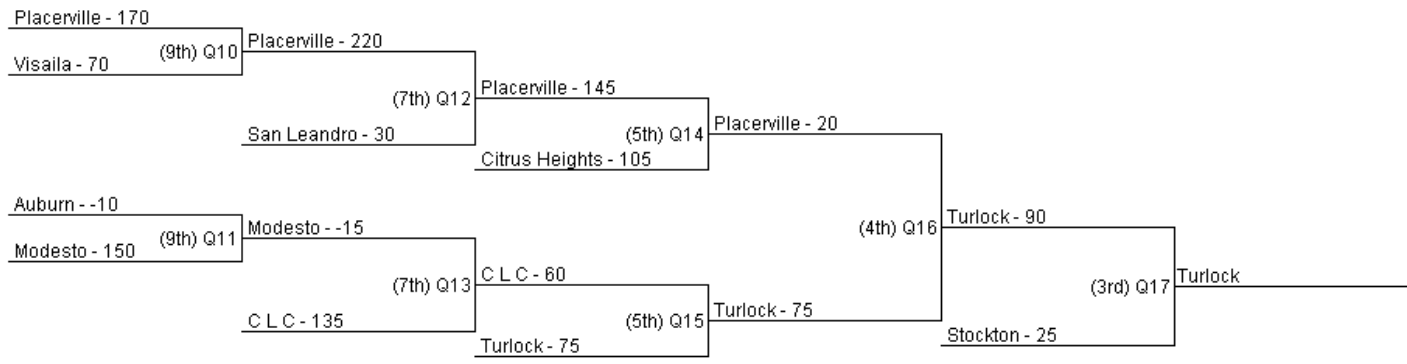 Placerville - 170
(9th) Q10
Visaila - 70
Placerville - 220
(7th) Q12
San Leandro - 30
Placerville - 145
(5th) Q14
Citrus Heights - 105
Placerville - 20
Auburn - -10
(9th) Q11
Modesto - 150
Modesto - -15
(7th) Q13
C L C - 135
C L C - 60
(5th) Q15
Turlock - 75
Turlock - 75
(4th) Q16
Turlock - 90
(3rd) Q17
Stockton - 25
Turlock